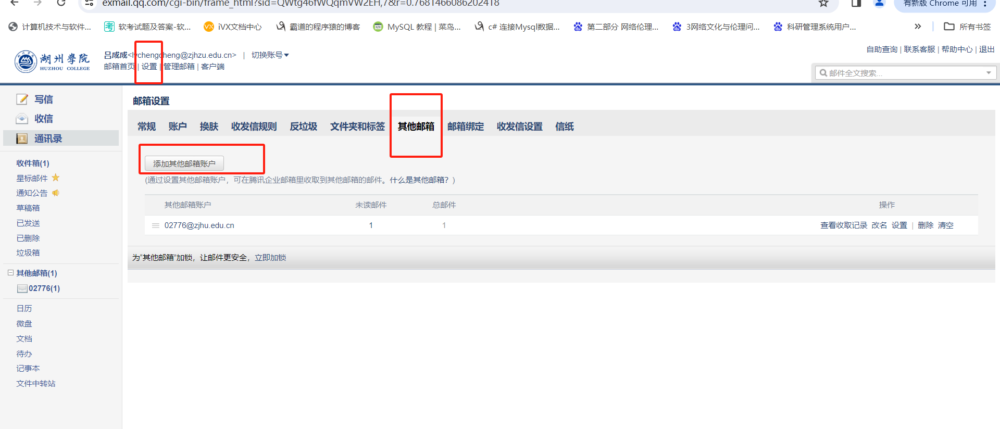 exmail.qq.com/cgi-bin/frame_html?sid=QWtg46fWQqmVW2EH,7&r=0.7681466086202418
有新版 Chrome 可用
计算机技术与软件...
软考试题及答案-软...
iVX文档中心
霸道的程序猿的博客
MySQL 教程 | 菜鸟...
c# 连接Mysql数据...
第二部分 网络伦理...
3网络文化与伦理问...
科研管理系统用户...
所有书签
湖州學院
HUZHOU COLLEGE
吕成成<lvchengcheng@zjhzu.edu.cn> | 切换账号
邮箱首页 | 设置 | 管理邮箱 | 客户端
自助查询 | 联系客服 | 帮助中心 | 退出
邮件全文搜索...
写信
收信
通讯录
收件箱(1)
星标邮件
通知公告
草稿箱
已发送
已删除
垃圾箱
其他邮箱(1)
02776(1)
日历
微盘
文档
待办
记事本
文件中转站
邮箱设置
常规 账户 换肤 收发信规则 反垃圾 文件夹和标签 其他邮箱 邮箱绑定 收发信设置 信纸
添加其他邮箱账户
(通过设置其他邮箱账户，可在腾讯企业邮箱里收取到其他邮箱的邮件。什么是其他邮箱？)
其他邮箱账户 未读邮件 总邮件 操作
02776@zjhu.edu.cn 1 1 查看收取记录 改名 设置 | 删除 清空
为“其他邮箱”加锁，让邮件更安全，立即加锁